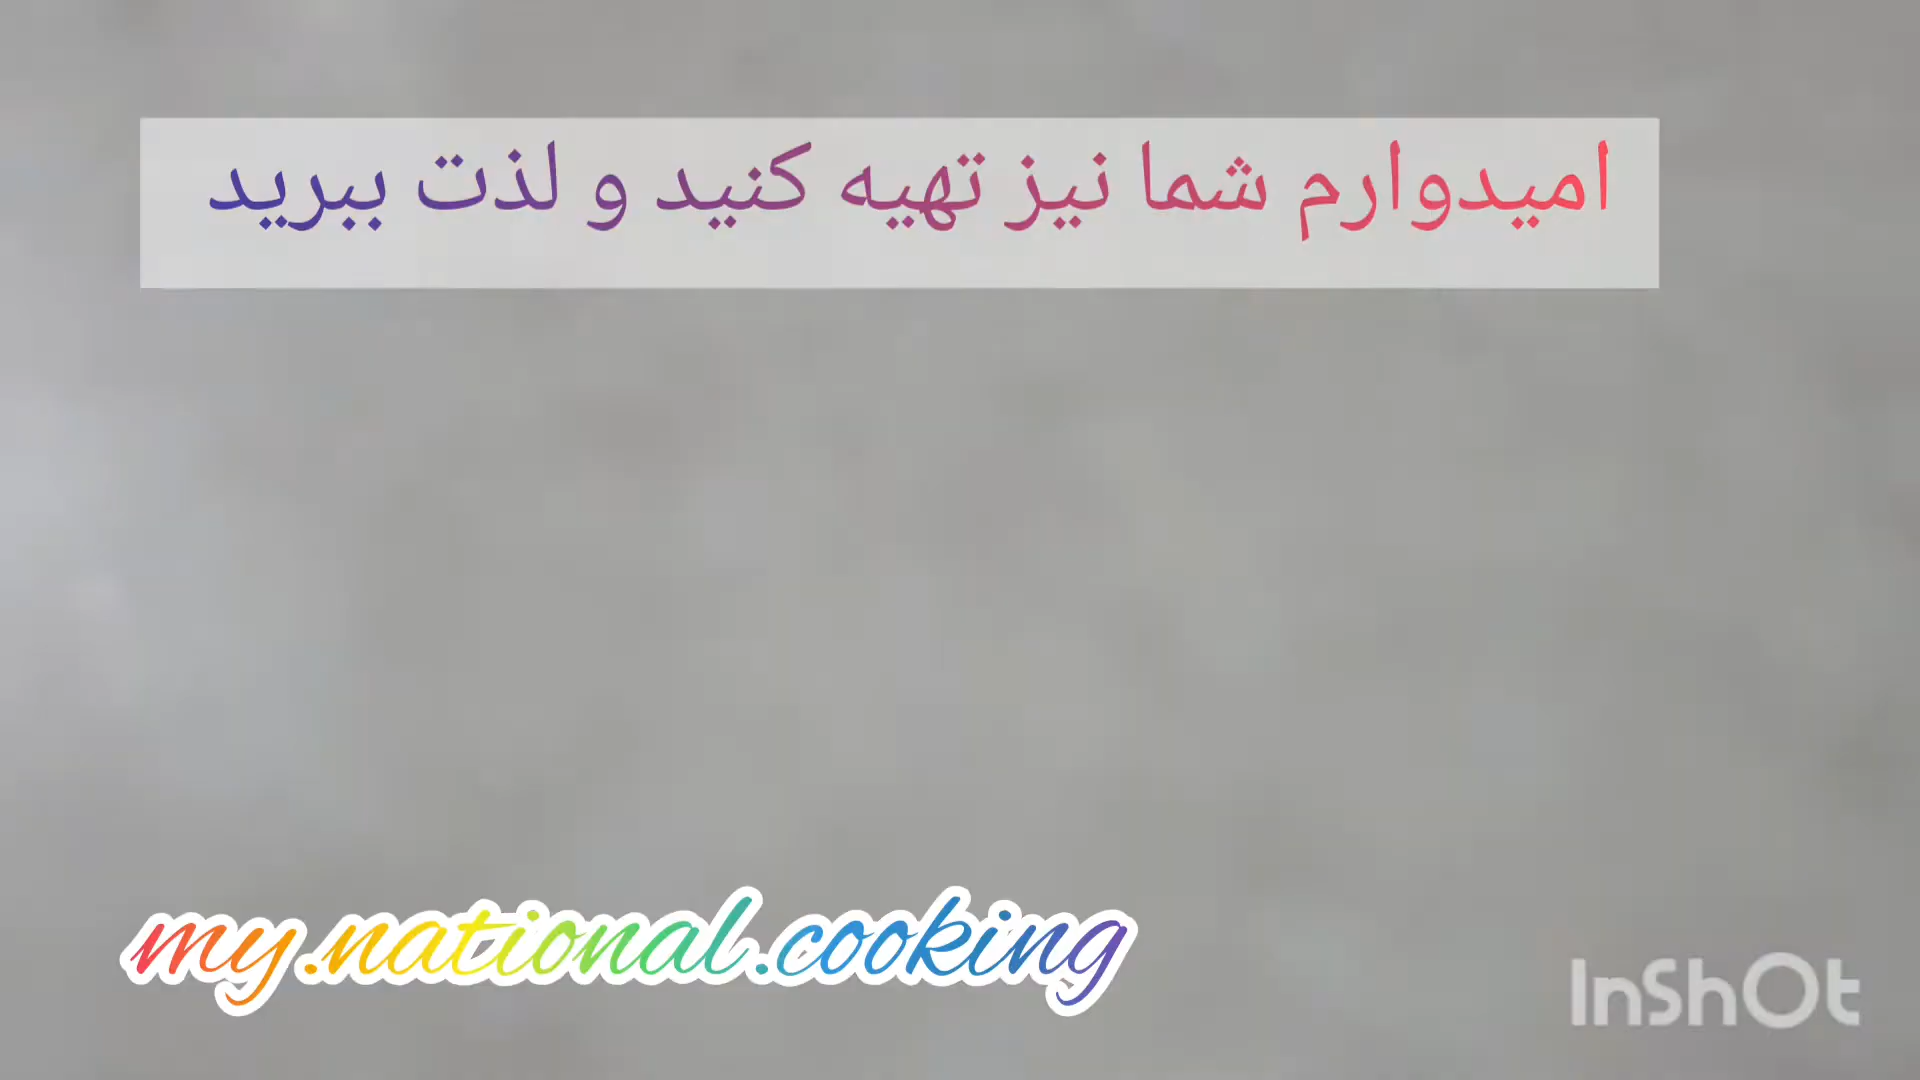 امیدوارم شما نیز تهیه کنید و لذت ببرید
my.national.cooking
InShOt